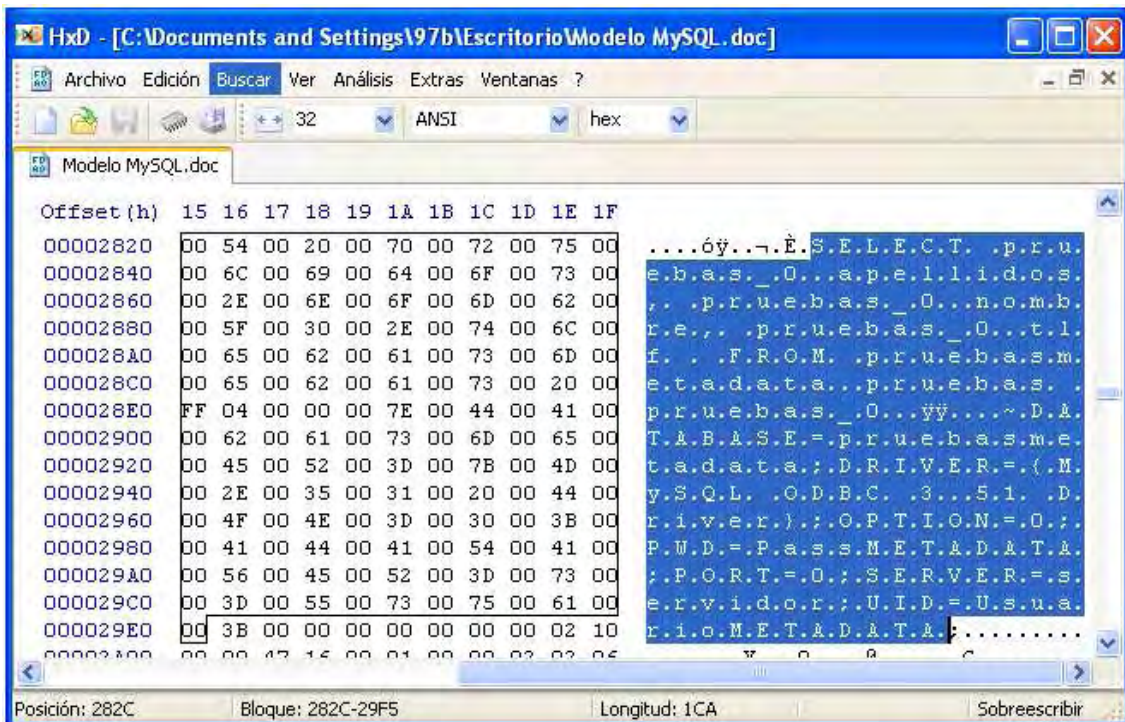 HxD - [C:\Documents and Settings\97b\Escritorio\Modelo MySQL.doc]
Archivo Edición Buscar Ver Análisis Extras Ventanas ?
32 ANSI hex
Modelo MySQL.doc
Offset(h) 15 16 17 18 19 1A 1B 1C 1D 1E 1F
00002820 00 54 00 20 00 70 00 72 00 75 00 ....óÿ..¬.È.S.E.L.E.C.T. .p.r.u.
00002840 00 6C 00 69 00 64 00 6F 00 73 00 e.b.a.s._.0...a.p.e.l.l.i.d.o.s.
00002860 00 2E 00 6E 00 6F 00 6D 00 62 00 ,. .p.r.u.e.b.a.s._.0...n.o.m.b.
00002880 00 5F 00 30 00 2E 00 74 00 6C 00 r.e.,. .p.r.u.e.b.a.s._.0...t.l.
000028A0 00 65 00 62 00 61 00 73 00 6D 00 f. . .F.R.O.M. .p.r.u.e.b.a.s.m.
000028C0 00 65 00 62 00 61 00 73 00 20 00 e.t.a.d.a.t.a...p.r.u.e.b.a.s. .
000028E0 FF 04 00 00 00 7E 00 44 00 41 00 p.r.u.e.b.a.s._.0...ÿÿ....~.D.A.
00002900 00 62 00 61 00 73 00 6D 00 65 00 T.A.B.A.S.E.=.p.r.u.e.b.a.s.m.e.
00002920 00 45 00 52 00 3D 00 7B 00 4D 00 t.a.d.a.t.a.;.D.R.I.V.E.R.=.{.M.
00002940 00 2E 00 35 00 31 00 20 00 44 00 y.S.Q.L. .O.D.B.C. .3...5.1. .D.
00002960 00 4F 00 4E 00 3D 00 30 00 3B 00 r.i.v.e.r.}.;.O.P.T.I.O.N.=.0.;.
00002980 00 41 00 44 00 41 00 54 00 41 00 P.W.D.=.P.a.s.s.M.E.T.A.D.A.T.A.
000029A0 00 56 00 45 00 52 00 3D 00 73 00 ;.P.O.R.T.=.0.;.S.E.R.V.E.R.=.s.
000029C0 00 3D 00 55 00 73 00 75 00 61 00 e.r.v.i.d.o.r.;.U.I.D.=.U.s.u.a.
000029E0 00 3B 00 00 00 00 00 00 00 02 10 r.i.o.M.E.T.A.D.A.T.A.;.........
Posición: 282C Bloque: 282C-29F5 Longitud: 1CA Sobreescribir